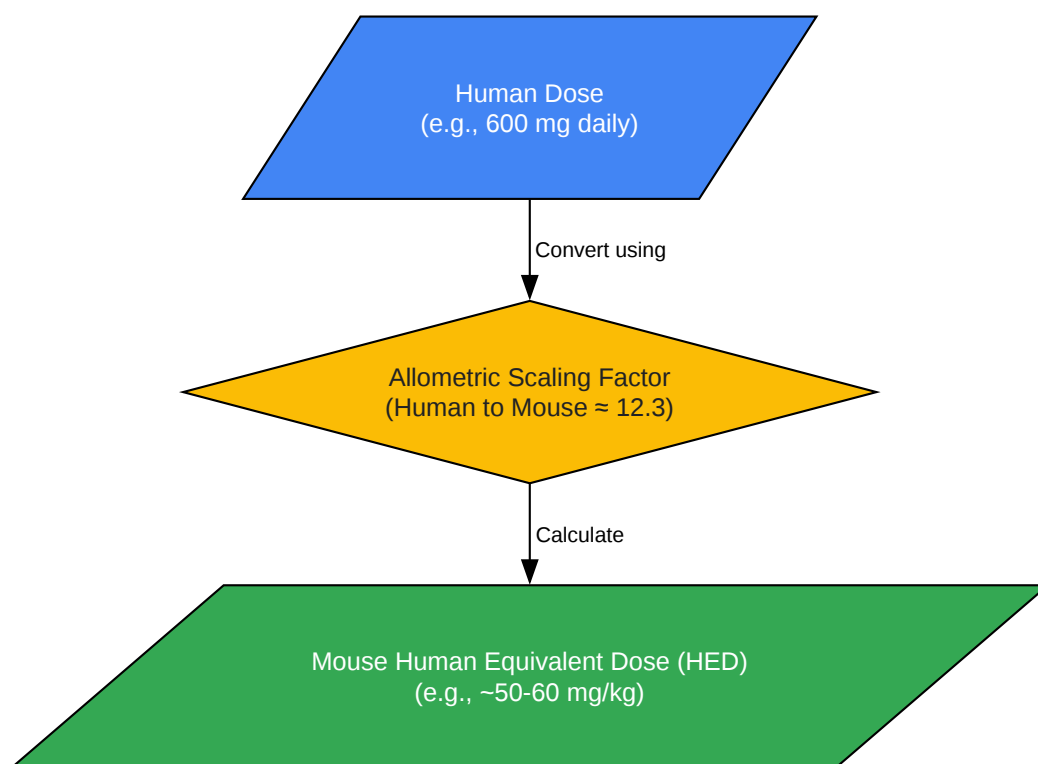 Human Dose
(e.g., 600 mg daily)
Convert using
Allometric Scaling Factor
(Human to Mouse ≈ 12.3)
Calculate
Mouse Human Equivalent Dose (HED)
(e.g., ~50-60 mg/kg)